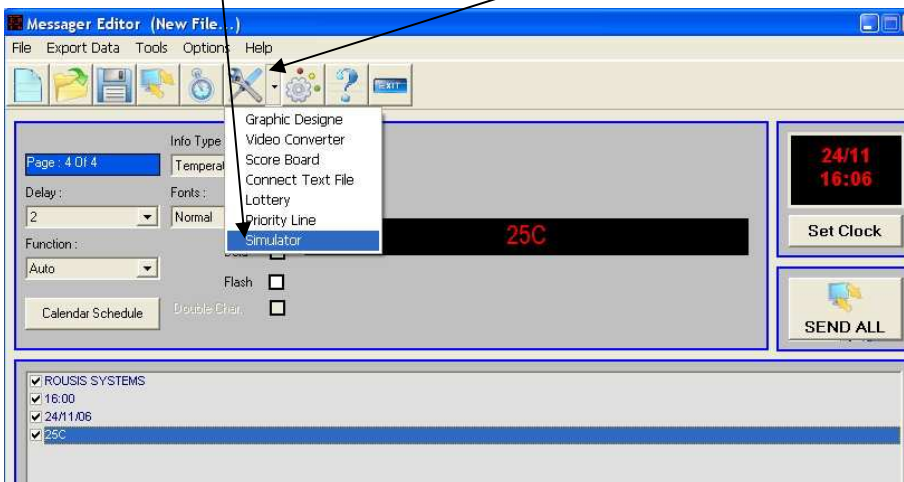 Messager Editor (New File...)
File Export Data Tools Options Help
EXIT
Graphic Designe
Video Converter
Score Board
Connect Text File
Lottery
Priority Line
Simulator
Page : 4 Of 4
Info Type
Temperat
Delay :
Fonts :
2
Normal
Function :
Auto
Flash
Calendar Schedule
Double Char.
25C
24/11
16:06
Set Clock
SEND ALL
ROUSIS SYSTEMS
16:00
24/11/06
25C